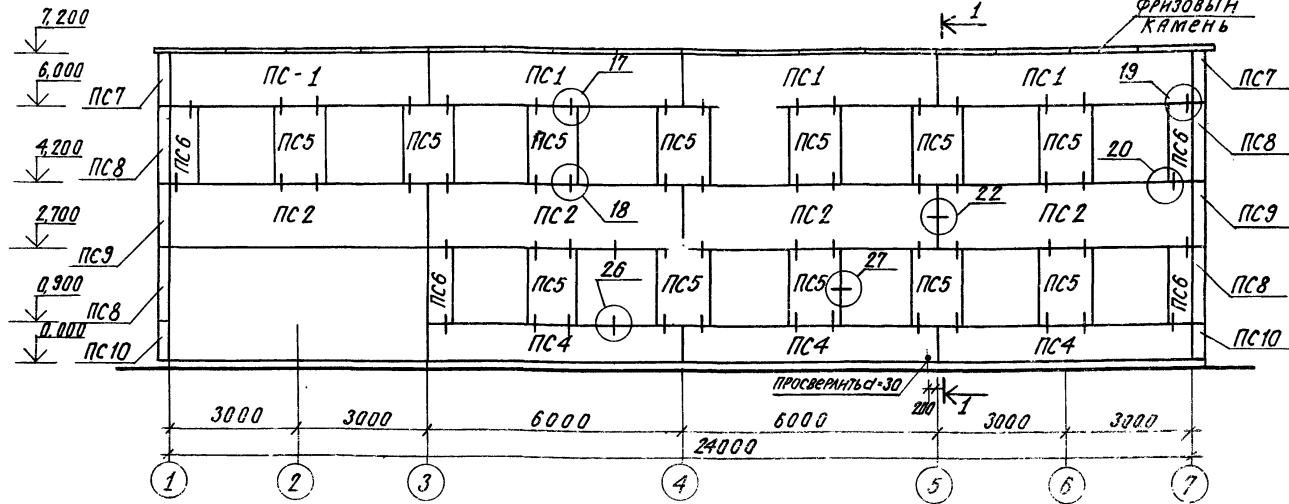 7,200
1
ФРИЗОВЫЙ
КАМЕНЬ
6,000
ПС7
ПС-1
17
ПС1
ПС1
ПС1
19
ПС7
4,200
ПС8
ПС6
ПС5
ПС5
ПС5
ПС5
ПС5
ПС5
ПС5
ПС6
ПС8
20
2,700
ПС9
ПС2
ПС2
18
ПС2
22
ПС2
ПС9
0,900
ПС8
ПС6
ПС5
26
ПС5
ПС5
27
ПС5
ПС5
ПС6
ПС8
0,000
ПС10
ПС4
ПС4
ПС4
ПС10
ПРОСВЕРЛИТЬ d=30
200
1
3000
3000
6000
6000
3000
3000
24000
1
2
3
4
5
6
7